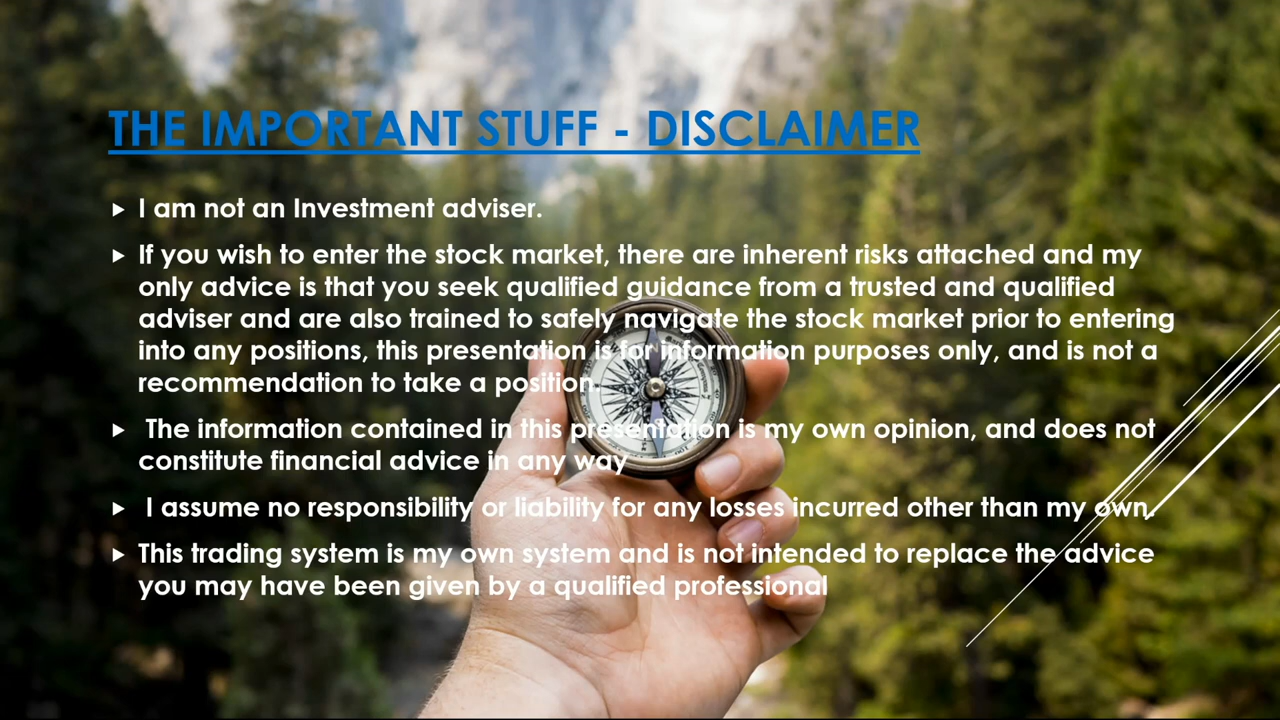 THE IMPORTANT STUFF - DISCLAIMER
I am not an Investment adviser.
If you wish to enter the stock market, there are inherent risks attached and my
only advice is that you seek qualified guidance from a trusted and qualified
adviser and are also trained to safely navigate the stock market prior to entering
into any positions, this presentation is for information purposes only, and is not a
recommendation to take a position.
The information contained in this presentation is my own opinion, and does not
constitute financial advice in any way
I assume no responsibility or liability for any losses incurred other than my own.
This trading system is my own system and is not intended to replace the advice
you may have been given by a qualified professional